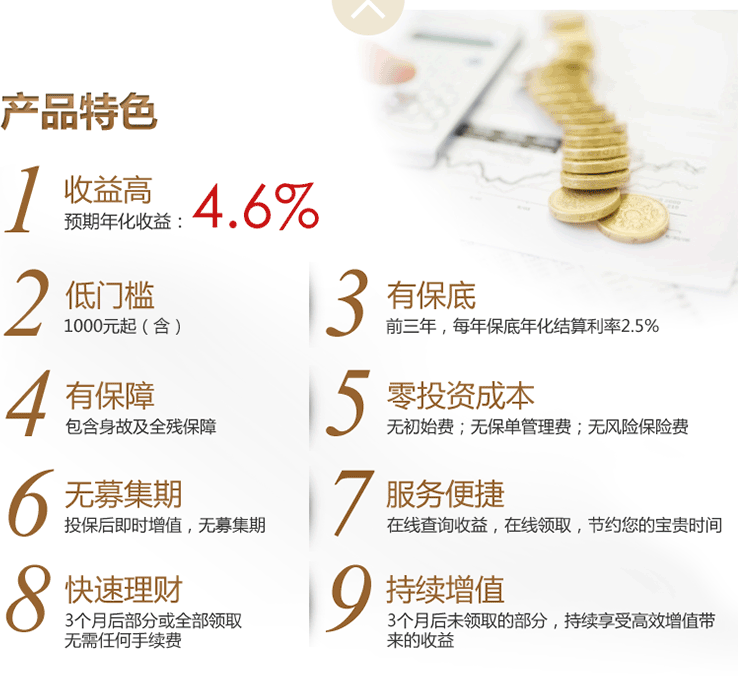 产品特色
1 收益高
预期年化收益：4.6%
2 低门槛
1000元起（含）
3 有保底
前三年，每年保底年化结算利率2.5%
4 有保障
包含身故及全残保障
5 零投资成本
无初始费；无保单管理费；无风险保险费
6 无募集期
投保后即时增值，无募集期
7 服务便捷
在线查询收益，在线领取，节约您的宝贵时间
8 快速理财
3个月后部分或全部领取
无需任何手续费
9 持续增值
3个月后未领取的部分，持续享受高效增值带
来的收益